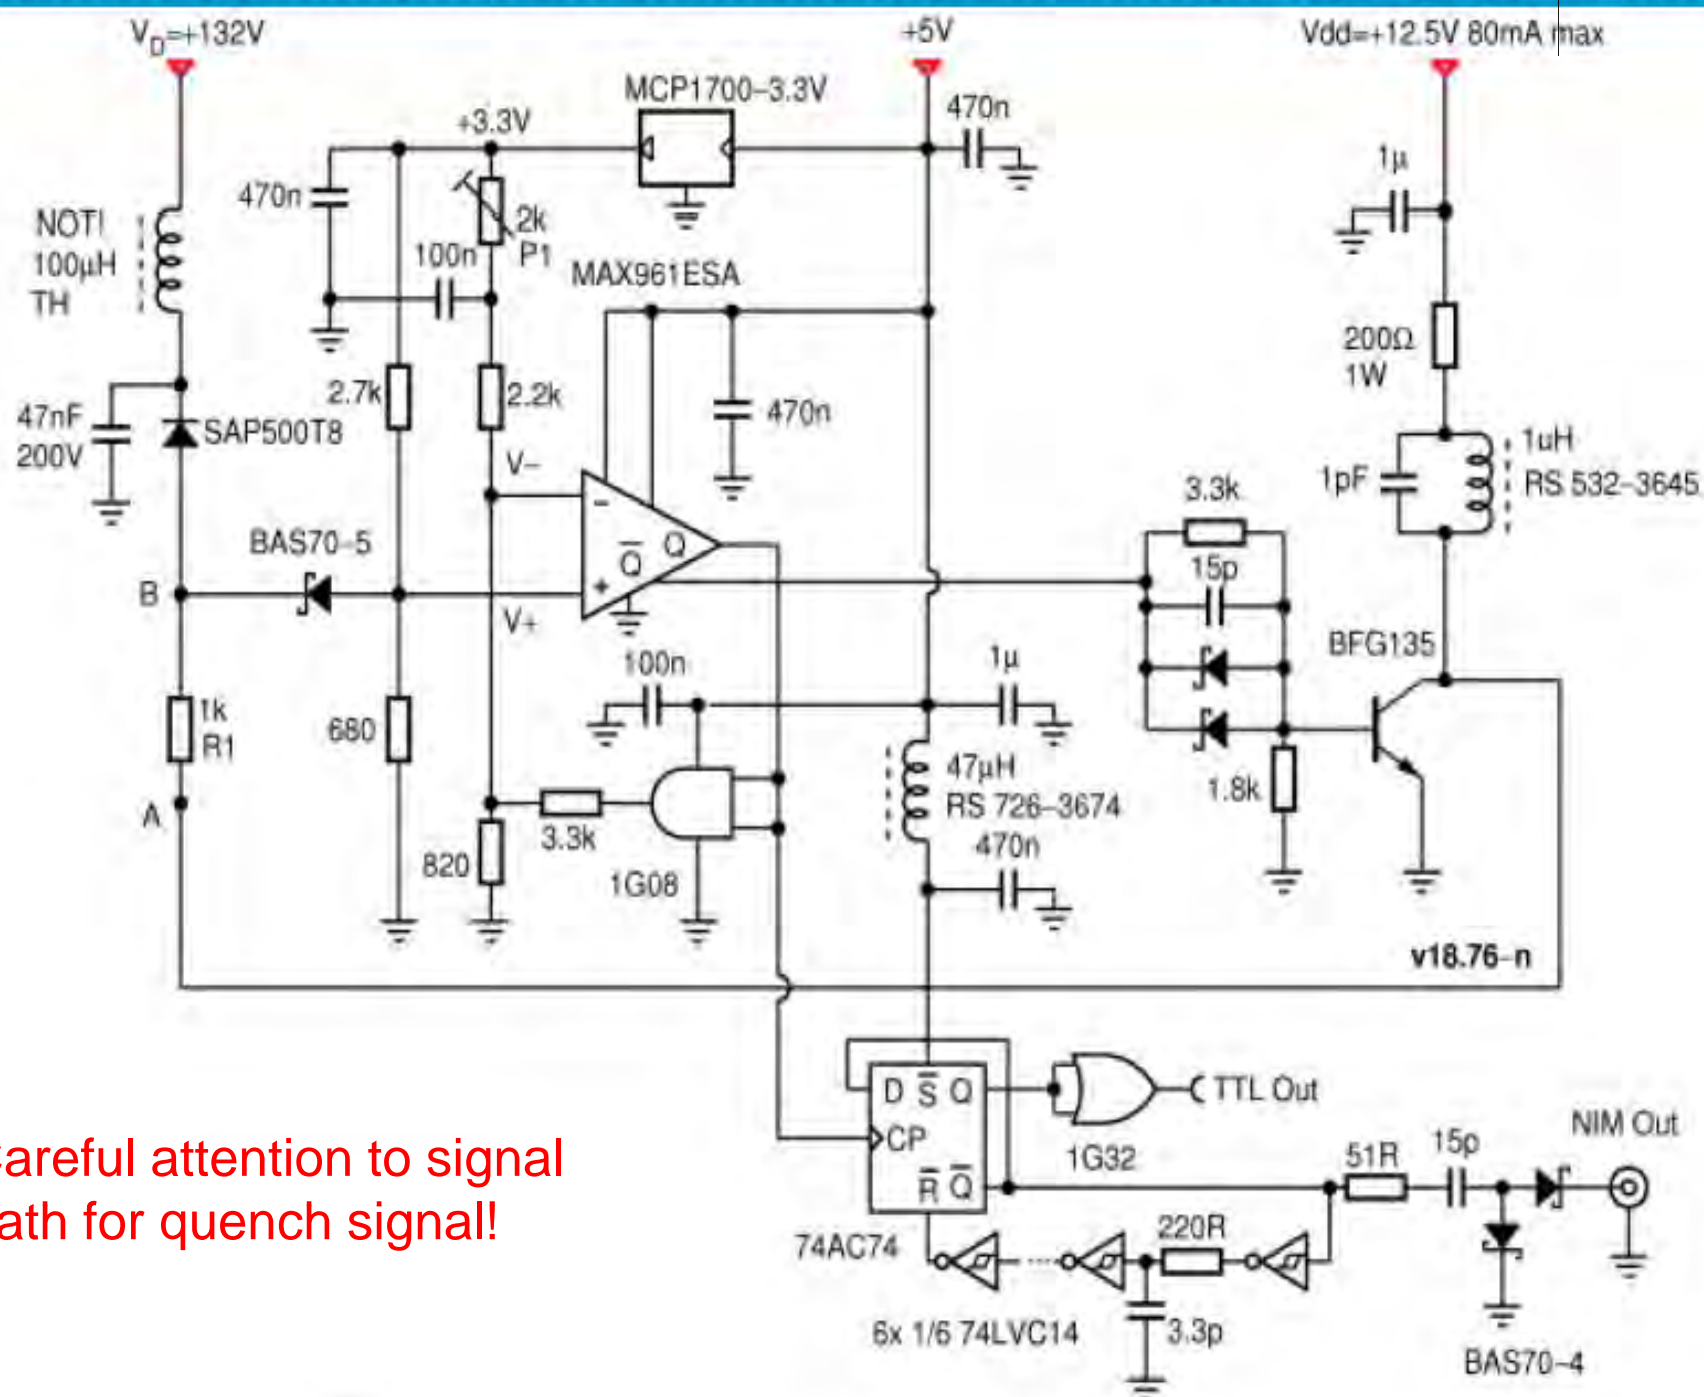 V_D=+132V
+5V
Vdd=+12.5V 80mA max
MCP1700-3.3V
470n
+3.3V
1µ
470n
NOTI
100µH
TH
2k
P1
100n
MAX961ESA
200Ω
1W
2.7k
2.2k
470n
47nF
200V
SAP500T8
1uH
RS 532-3645
1pF
V-
3.3k
BAS70-5
Q̅ Q
15p
B
V+
BFG135
100n
1µ
1k
R1
680
47µH
RS 726-3674
1.8k
A
3.3k
470n
820
1G08
v18.76-n
D S̅ Q
TTL Out
CP
1G32
NIM Out
15p
51R
R̅ Q̅
Careful attention to signal
ath for quench signal!
74AC74
220R
6x 1/6 74LVC14
3.3p
BAS70-4